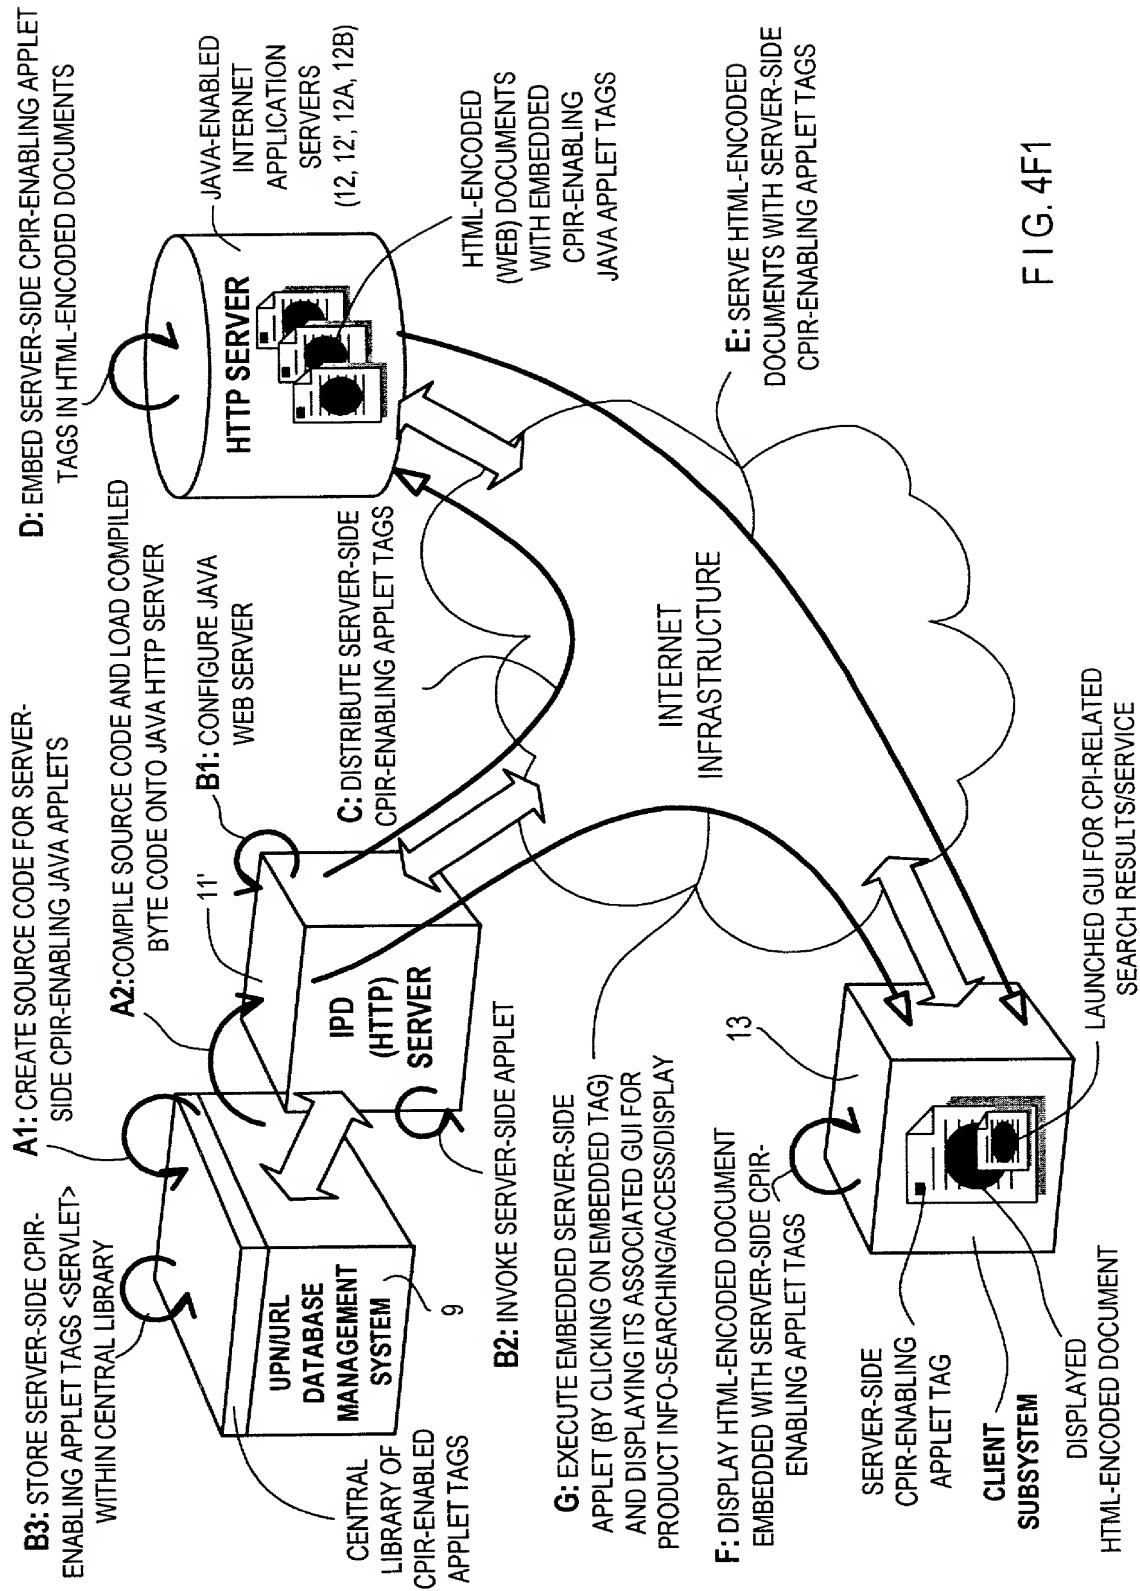 B3: STORE SERVER-SIDE CPIR-
ENABLING APPLET TAGS <SERVLET>
WITHIN CENTRAL LIBRARY
A1: CREATE SOURCE CODE FOR SERVER-
SIDE CPIR-ENABLING JAVA APPLETS
A2:COMPILE SOURCE CODE AND LOAD COMPILED
BYTE CODE ONTO JAVA HTTP SERVER
B1: CONFIGURE JAVA
WEB SERVER
D: EMBED SERVER-SIDE CPIR-ENABLING APPLET
TAGS IN HTML-ENCODED DOCUMENTS
JAVA-ENABLED
INTERNET
APPLICATION
SERVERS
(12, 12', 12A, 12B)
HTTP SERVER
HTML-ENCODED
(WEB) DOCUMENTS
WITH EMBEDDED
CPIR-ENABLING
JAVA APPLET TAGS
11'
C: DISTRIBUTE SERVER-SIDE
CPIR-ENABLING APPLET TAGS
UPN/URL
DATABASE
MANAGEMENT
SYSTEM
9
IPD
(HTTP)
SERVER
CENTRAL
LIBRARY OF
CPIR-ENABLED
APPLET TAGS
B2: INVOKE SERVER-SIDE APPLET
INTERNET
INFRASTRUCTURE
E: SERVE HTML-ENCODED
DOCUMENTS WITH SERVER-SIDE
CPIR-ENABLING APPLET TAGS
G: EXECUTE EMBEDDED SERVER-SIDE
APPLET (BY CLICKING ON EMBEDDED TAG)
AND DISPLAYING ITS ASSOCIATED GUI FOR
PRODUCT INFO-SEARCHING/ACCESS/DISPLAY
F: DISPLAY HTML-ENCODED DOCUMENT
EMBEDDED WITH SERVER-SIDE CPIR-
ENABLING APPLET TAGS
13
SERVER-SIDE
CPIR-ENABLING
APPLET TAG
CLIENT
SUBSYSTEM
DISPLAYED
HTML-ENCODED DOCUMENT
LAUNCHED GUI FOR CPI-RELATED
SEARCH RESULTS/SERVICE
FIG. 4F1